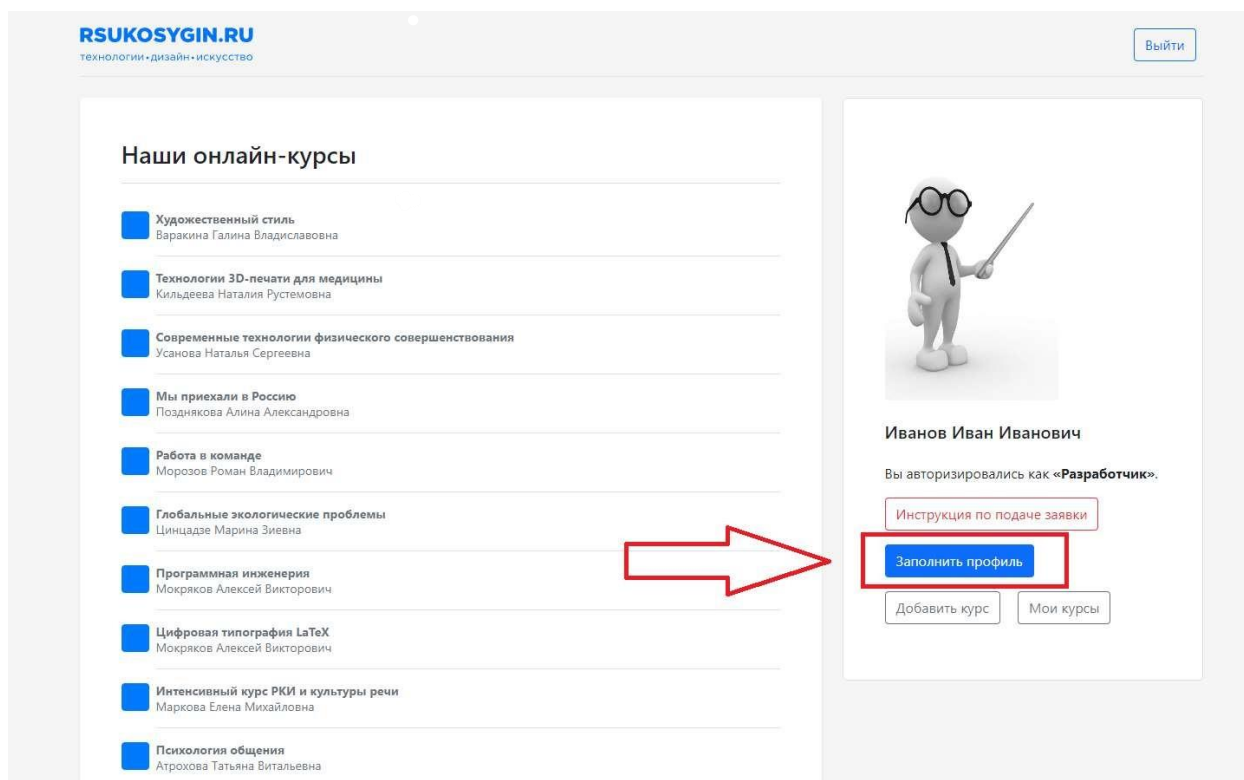 RSUKOSYGIN.RU
технологии•дизайн•искусство
Выйти
Наши онлайн-курсы
Художественный стиль
Варакина Галина Владиславовна
Технологии 3D-печати для медицины
Кильдеева Наталия Рустемовна
Современные технологии физического совершенствования
Усанова Наталья Сергеевна
Мы приехали в Россию
Позднякова Алина Александровна
Работа в команде
Морозов Роман Владимирович
Глобальные экологические проблемы
Цинцадзе Марина Зиевна
Программная инженерия
Мокряков Алексей Викторович
Цифровая типография LaTeX
Мокряков Алексей Викторович
Интенсивный курс РКИ и культуры речи
Маркова Елена Михайловна
Психология общения
Атрохова Татьяна Витальевна
Иванов Иван Иванович
Вы авторизировались как «Разработчик».
Инструкция по подаче заявки
Заполнить профиль
Добавить курс
Мои курсы